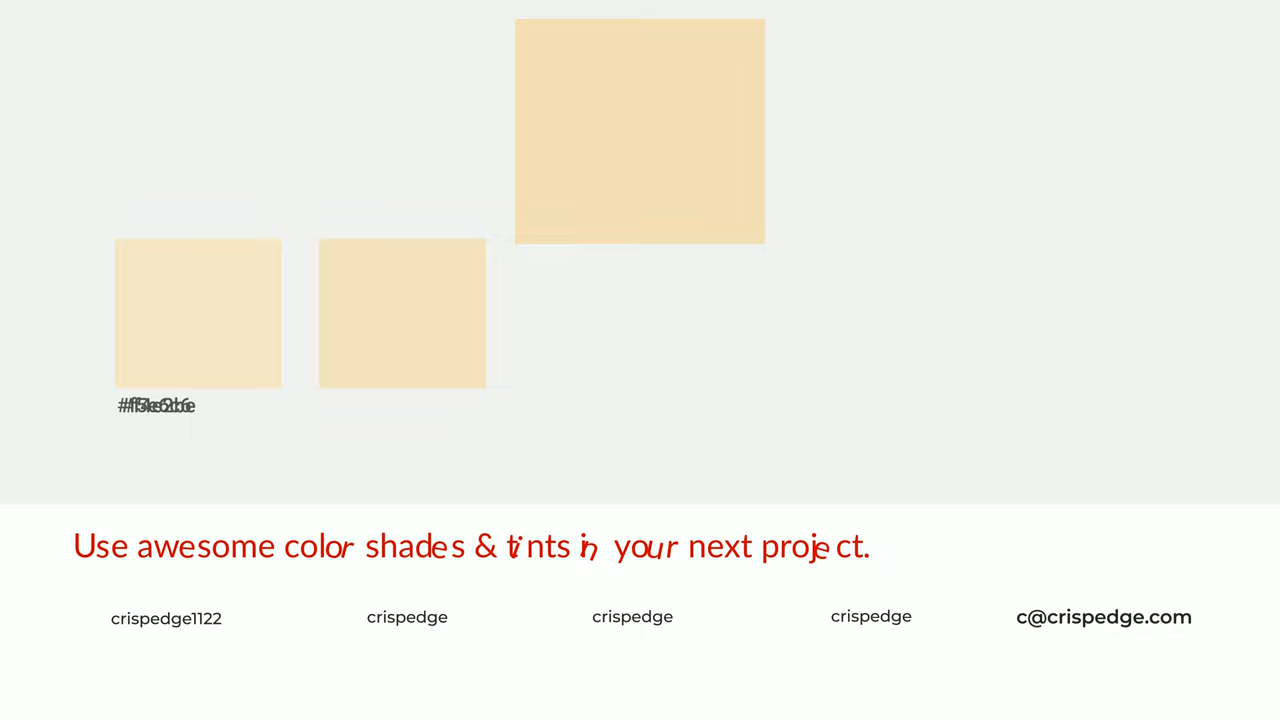 Use awesome color shades & tints in your next project.
crispedge1122 crispedge crispedge crispedge c@crispedge.com